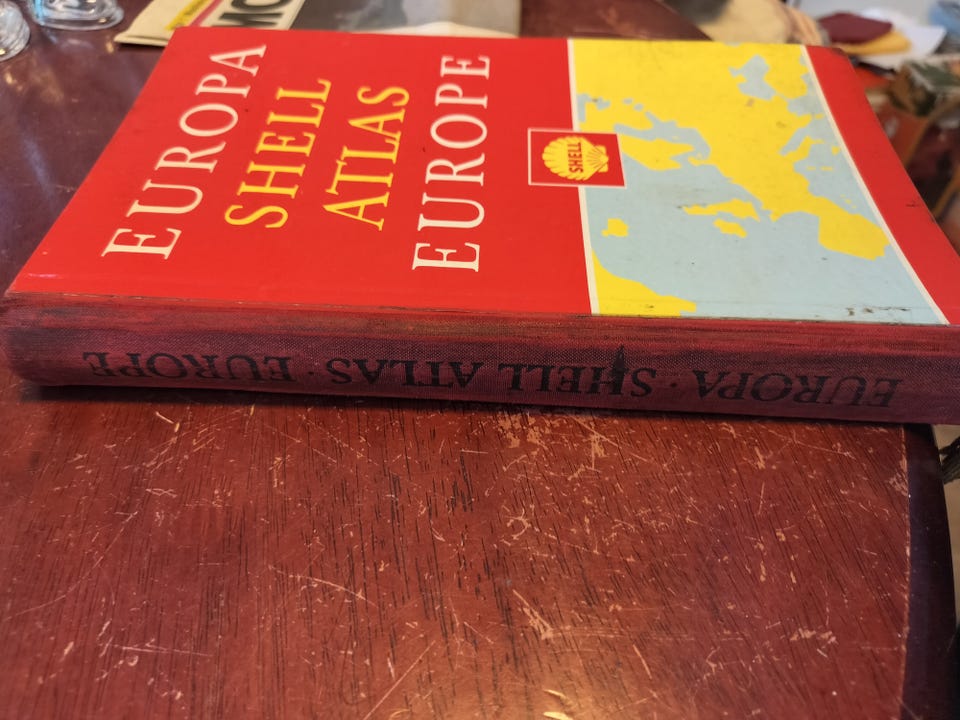 EUROPA
SHELL
ATLAS
EUROPE
SHELL
EUROPA · SHELL ATLAS · EUROPE